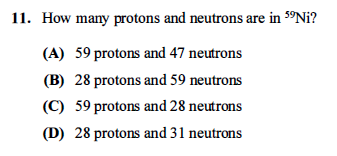 11. How many protons and neutrons are in ⁵⁹Ni?
(A) 59 protons and 47 neutrons
(B) 28 protons and 59 neutrons
(C) 59 protons and 28 neutrons
(D) 28 protons and 31 neutrons